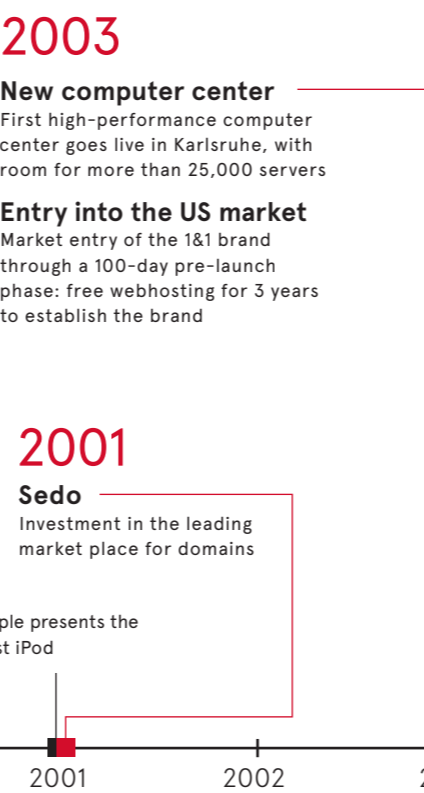 2003
New computer center
First high-performance computer
center goes live in Karlsruhe, with
room for more than 25,000 servers
Entry into the US market
Market entry of the 1&1 brand
through a 100-day pre-launch
phase: free webhosting for 3 years
to establish the brand
2001
Sedo
Investment in the leading
market place for domains
presents the
iPod
2001
2002